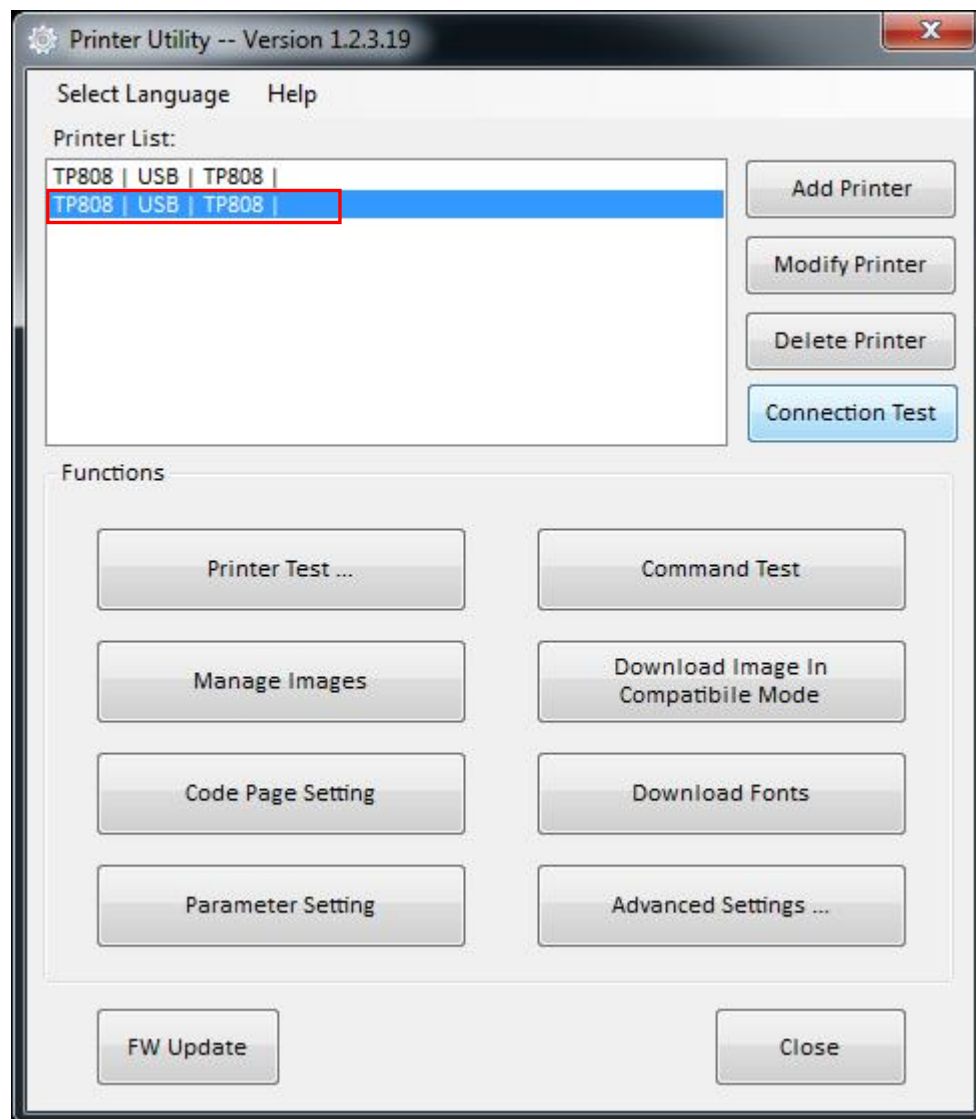 Printer Utility -- Version 1.2.3.19
Select Language Help
Printer List:
TP808 | USB | TP808 |
TP808 | USB | TP808 |
Add Printer
Modify Printer
Delete Printer
Connection Test
Functions
Printer Test ...
Command Test
Manage Images
Download Image In
Compatibile Mode
Code Page Setting
Download Fonts
Parameter Setting
Advanced Settings ...
FW Update
Close